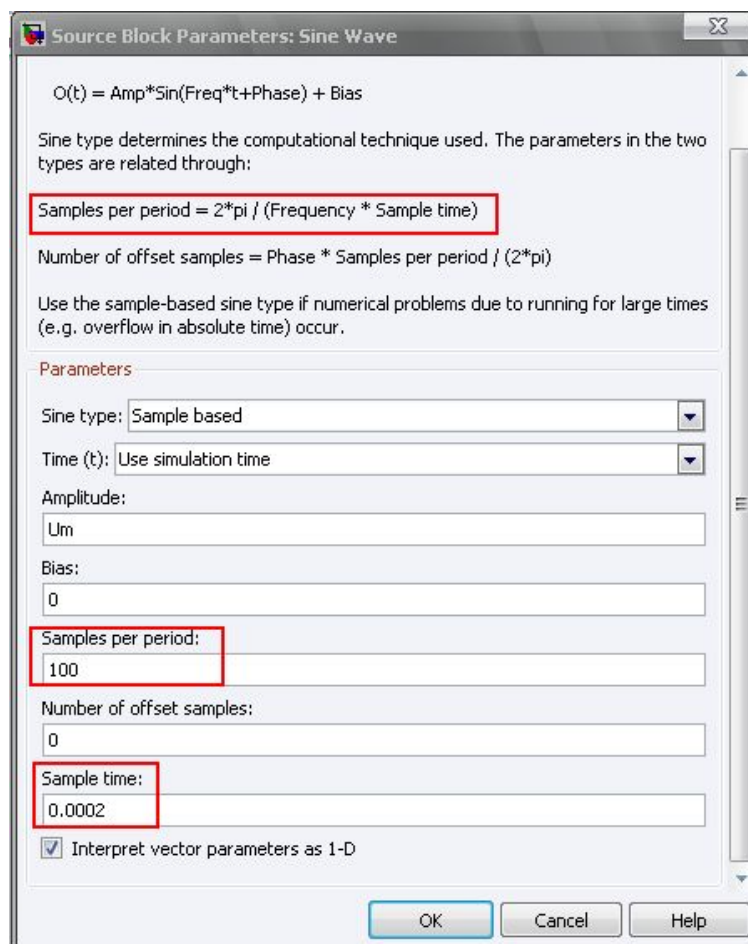 Source Block Parameters: Sine Wave
O(t) = Amp*Sin(Freq*t+Phase) + Bias
Sine type determines the computational technique used. The parameters in the two
types are related through:
Samples per period = 2*pi / (Frequency * Sample time)
Number of offset samples = Phase * Samples per period / (2*pi)
Use the sample-based sine type if numerical problems due to running for large times
(e.g. overflow in absolute time) occur.
Parameters
Sine type: Sample based
Time (t): Use simulation time
Amplitude:
Um
Bias:
0
Samples per period:
100
Number of offset samples:
0
Sample time:
0.0002
Interpret vector parameters as 1-D
OK Cancel Help